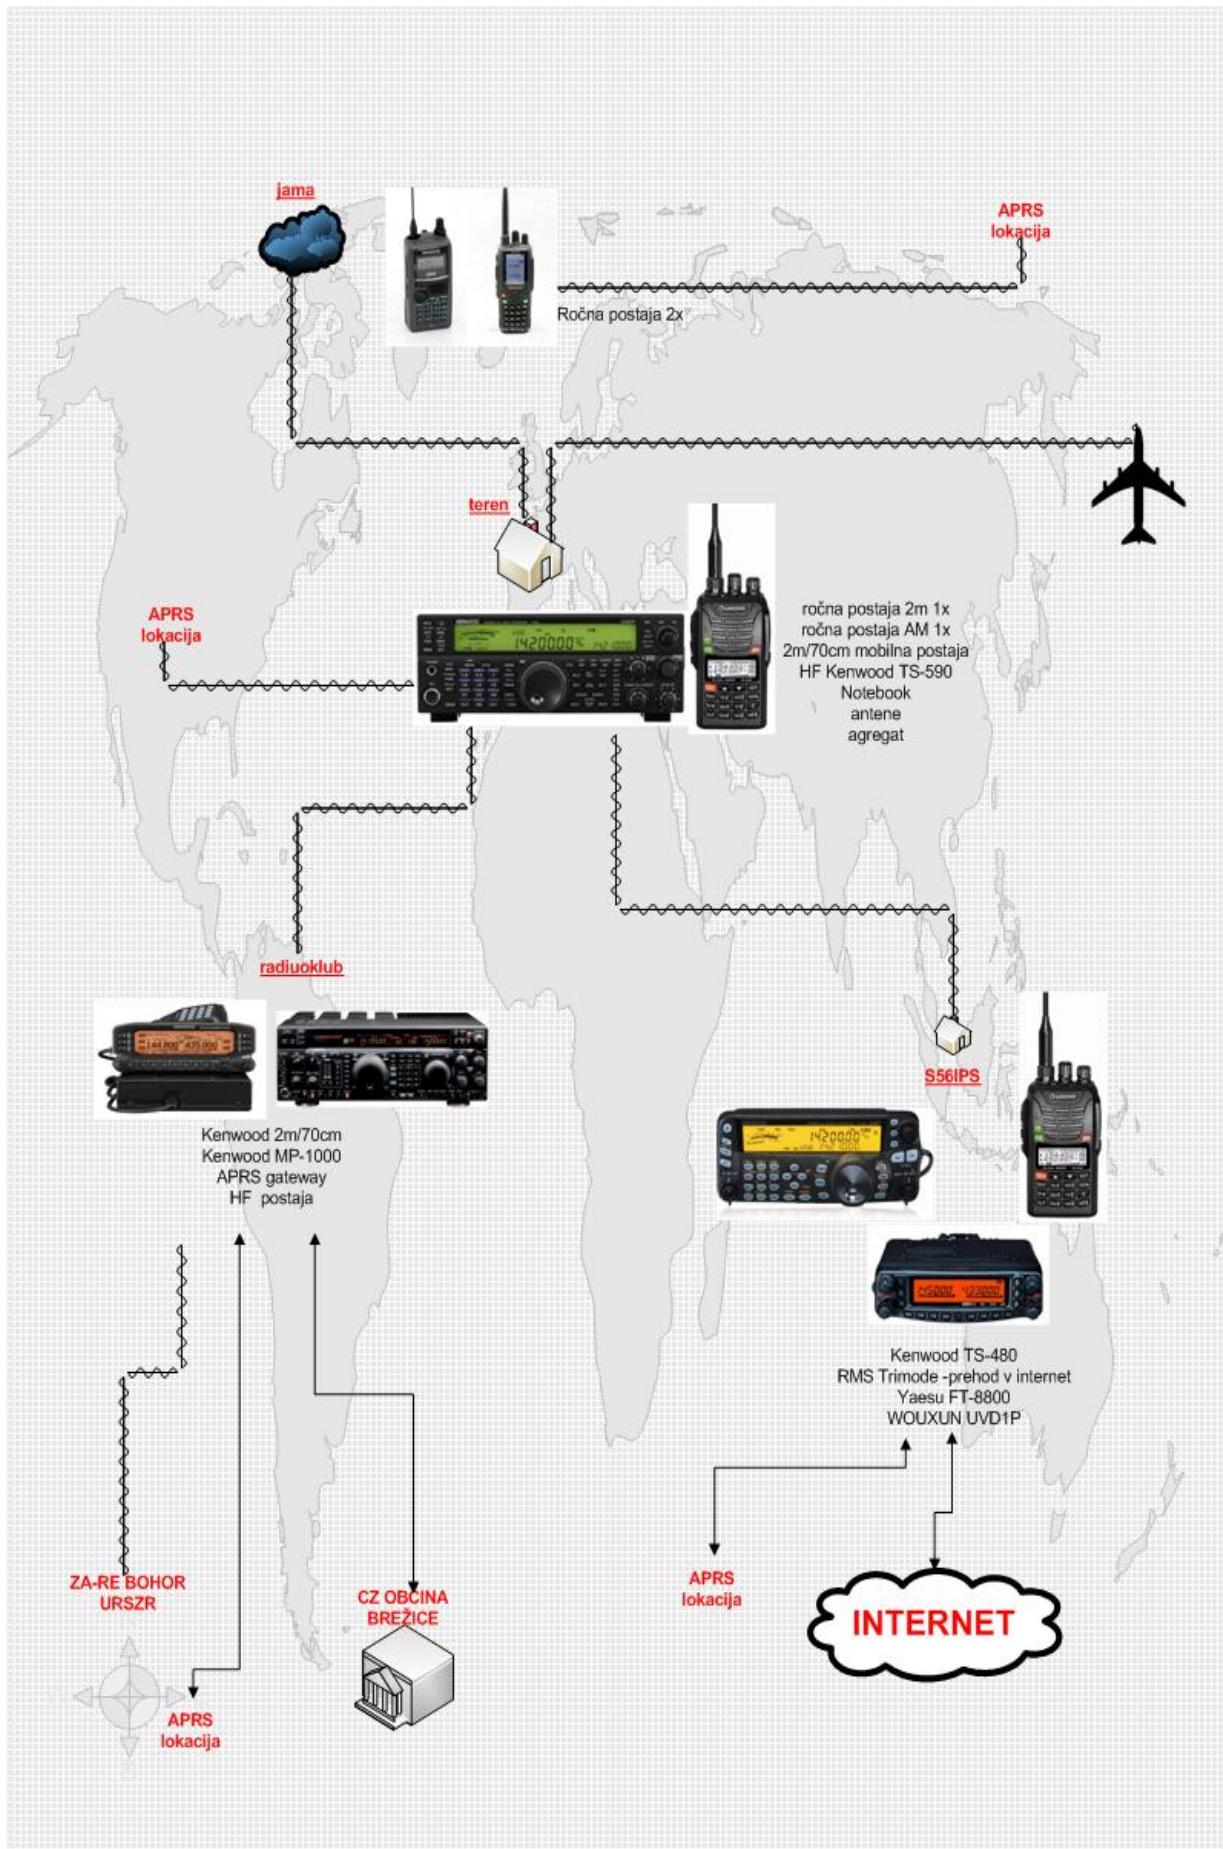 jama
APRS
lokacija
Ročna postaja 2x
teren
APRS
lokacija
ročna postaja 2m 1x
ročna postaja AM 1x
2m/70cm mobilna postaja
HF Kenwood TS-590
Notebook
antene
agregat
radiuoklub
Kenwood 2m/70cm
Kenwood MP-1000
APRS gateway
HF postaja
S56IPS
Kenwood TS-480
RMS Trimode -prehod v internet
Yaesu FT-8800
WOUXUN UVD1P
ZA-RE BOHOR
URSZR
CZ OBČINA
BREŽICE
APRS
lokacija
INTERNET
APRS
lokacija